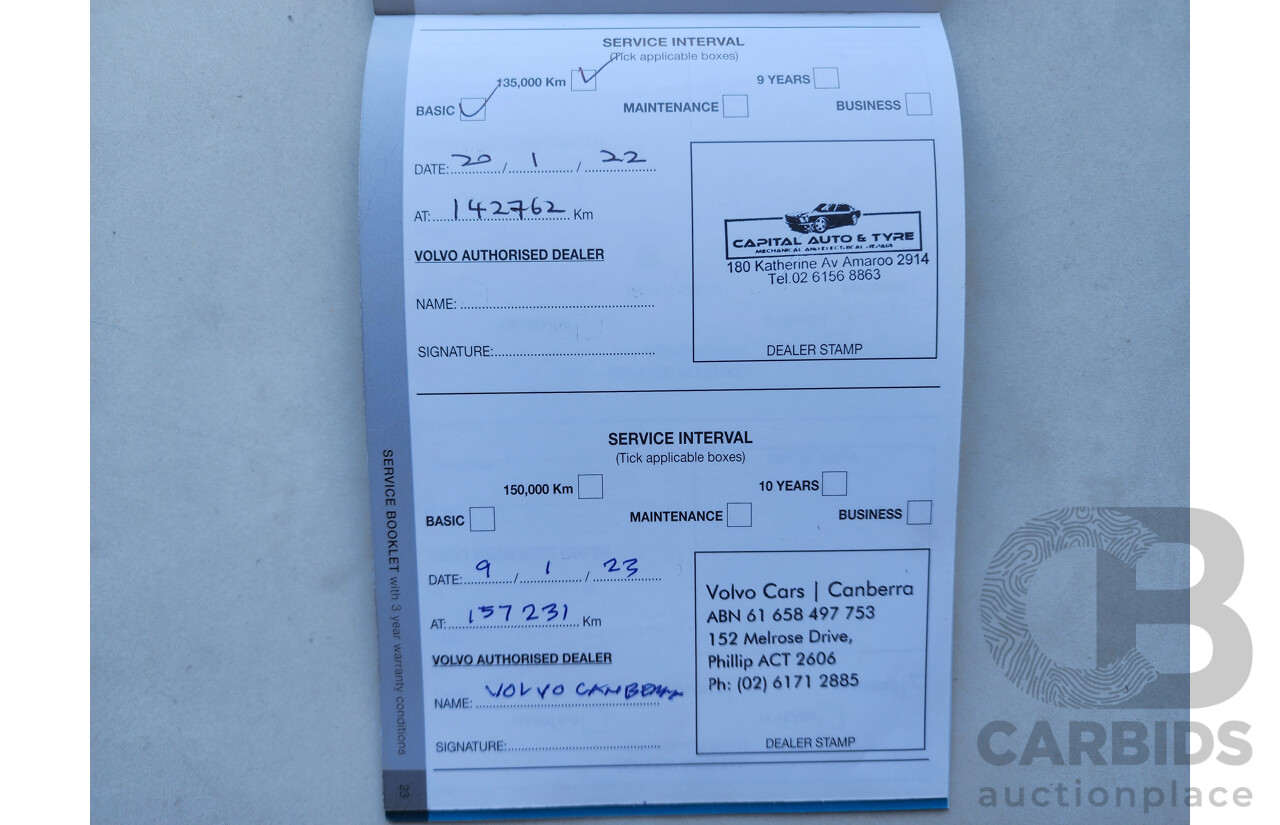 SERVICE INTERVAL
(Tick applicable boxes)
135,000 Km
9 YEARS
BASIC
MAINTENANCE
BUSINESS
DATE: 20 / 1 / 22
AT: 142762 Km
VOLVO AUTHORISED DEALER
NAME:
SIGNATURE:
CAPITAL AUTO & TYRE
MECHANICAL AND ELECTRICAL REPAIR
180 Katherine Av Amaroo 2914
Tel.02 6156 8863
DEALER STAMP
SERVICE INTERVAL
(Tick applicable boxes)
150,000 Km
10 YEARS
BASIC
MAINTENANCE
BUSINESS
DATE: 9 / 1 / 23
AT: 157231 Km
VOLVO AUTHORISED DEALER
NAME: VOLVO CANBERRA
SIGNATURE:
Volvo Cars | Canberra
ABN 61 658 497 753
152 Melrose Drive,
Phillip ACT 2606
Ph: (02) 6171 2885
DEALER STAMP
SERVICE BOOKLET with 3 year warranty conditions
23
CB
CARBIDS
auctionplace